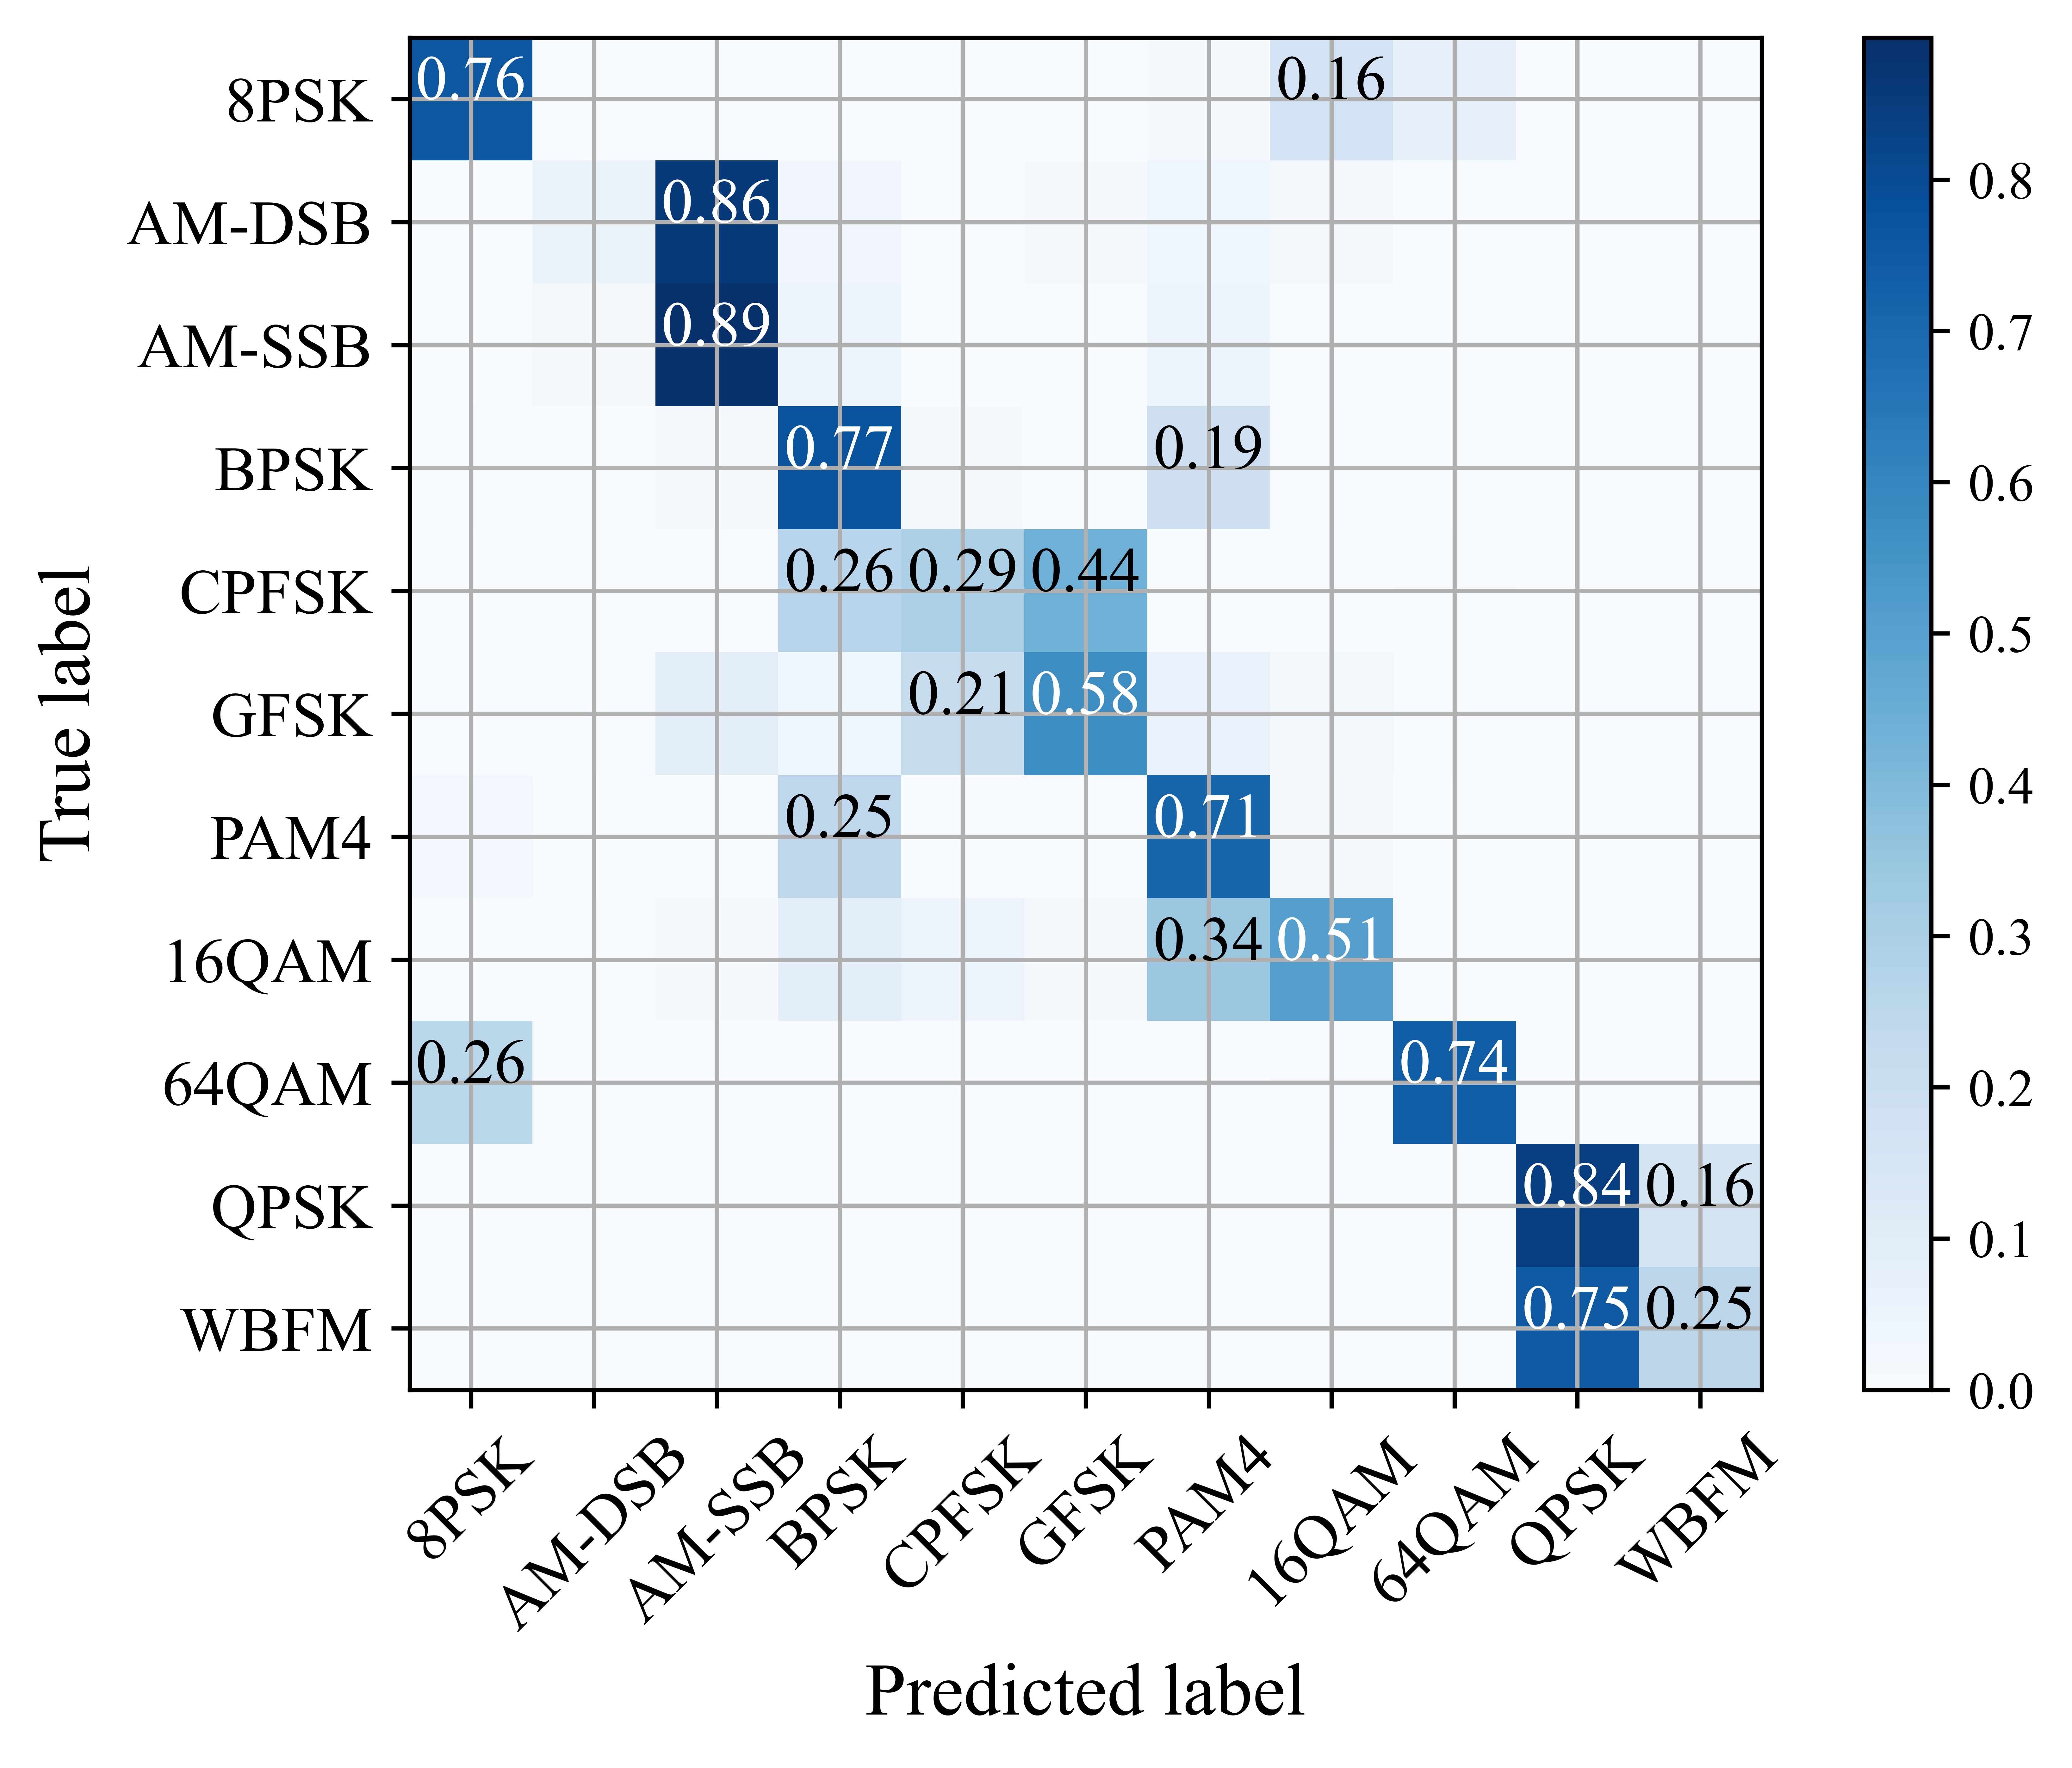 8PSK 0.76 0.16
AM-DSB 0.86
AM-SSB 0.89
BPSK 0.77 0.19
CPFSK 0.26 0.29 0.44
GFSK 0.21 0.58
PAM4 0.25 0.71
16QAM 0.34 0.51
64QAM 0.26 0.74
QPSK 0.84 0.16
WBFM 0.75 0.25
True label
8PSK AM-DSB AM-SSB BPSK CPFSK GFSK PAM4 16QAM 64QAM QPSK WBFM
Predicted label
0.8
0.7
0.6
0.5
0.4
0.3
0.2
0.1
0.0